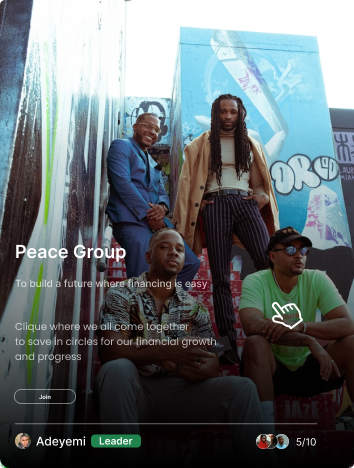 Peace Group
To build a future where financing is easy
Clique where we all come together
to save in circles for our financial growth
and progress
Join
Adeyemi
Leader
5/10